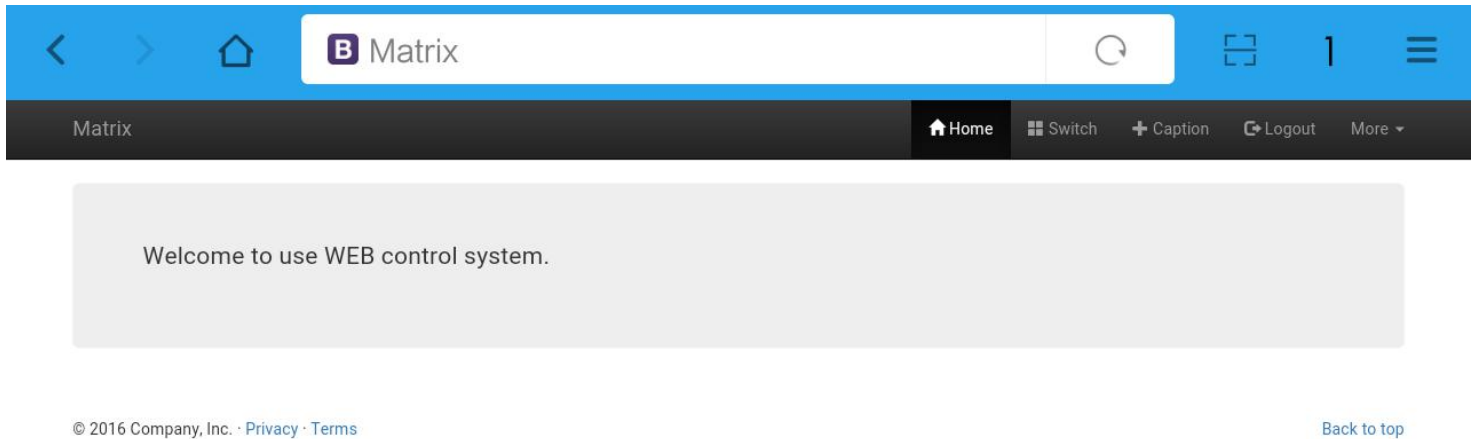 B Matrix 1
Matrix Home Switch Caption Logout More
Welcome to use WEB control system.
© 2016 Company, Inc. · Privacy · Terms Back to top